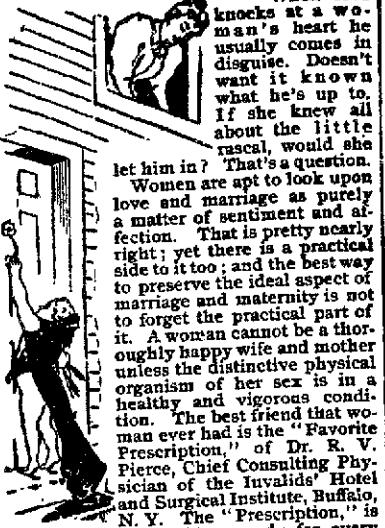 knocks at a wo-
man's heart he
usually comes in
disguise. Doesn't
want it known
what he's up to.
If she knew all
about the little
rascal, would she
let him in? That's a question.
Women are apt to look upon
love and marriage as purely
a matter of sentiment and af-
fection. That is pretty nearly
right; yet there is a practical
side to it too; and the best way
to preserve the ideal aspect of
marriage and maternity is not
to forget the practical part of
it. A woman cannot be a thor-
oughly happy wife and mother
unless the distinctive physical
organism of her sex is in a
healthy and vigorous condi-
tion. The best friend that wo-
man ever had is the "Favorite
Prescription," of Dr. R. V.
Pierce, Chief Consulting Phy-
sician of the Invalids' Hotel
and Surgical Institute, Buffalo,
N. Y. The "Prescription," is